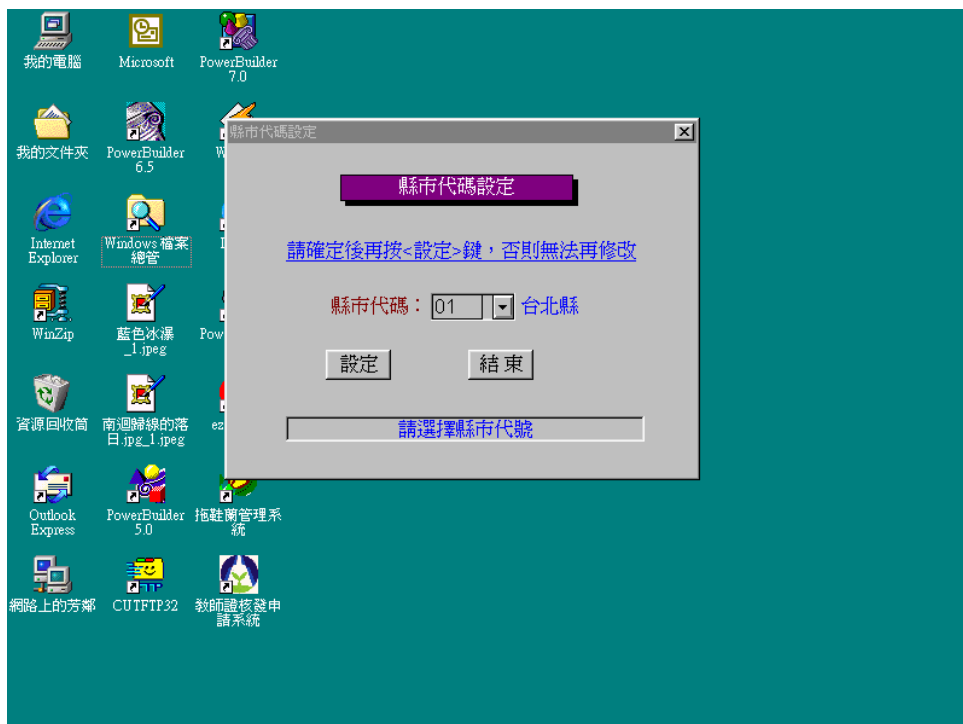 我的電腦
Microsoft
PowerBuilder
7.0
我的文件夾
PowerBuilder
6.5
Internet
Explorer
Windows 檔案
總管
WinZip
藍色冰瀑
_1.jpeg
資源回收筒
南迴歸線的落
日.jpg_1.jpeg
Outlook
Express
PowerBuilder
5.0
拖鞋蘭管理系
統
網路上的芳鄰
CUTFTP32
教師證核發申
請系統
縣市代碼設定
縣市代碼設定
請確定後再按<設定>鍵，否則無法再修改
縣市代碼： 01 台北縣
設定 結 束
請選擇縣市代號